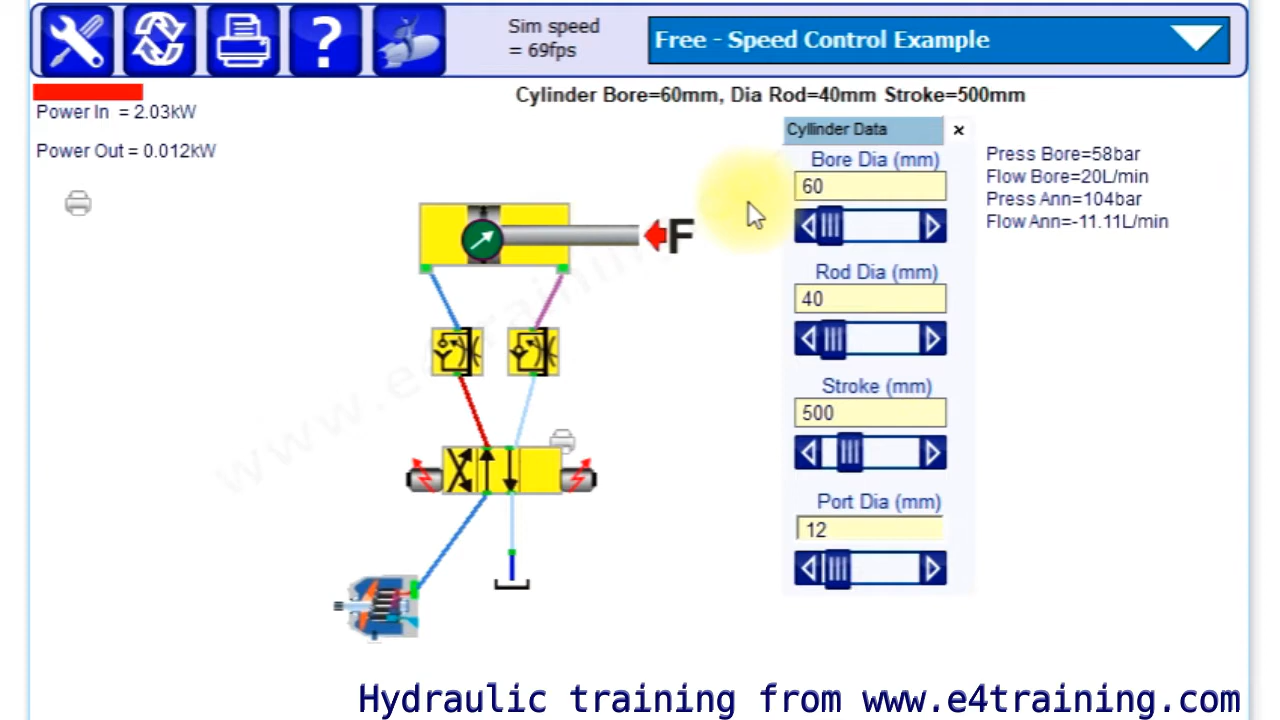 Sim speed
= 69fps
Free - Speed Control Example
Power In = 2.03kW
Power Out = 0.012kW
Cylinder Bore=60mm, Dia Rod=40mm Stroke=500mm
Cyllinder Data
×
Bore Dia (mm)
60
Rod Dia (mm)
40
Stroke (mm)
500
Port Dia (mm)
12
Press Bore=58bar
Flow Bore=20L/min
Press Ann=104bar
Flow Ann=-11.11L/min
F
www.e4training
Hydraulic training from www.e4training.com